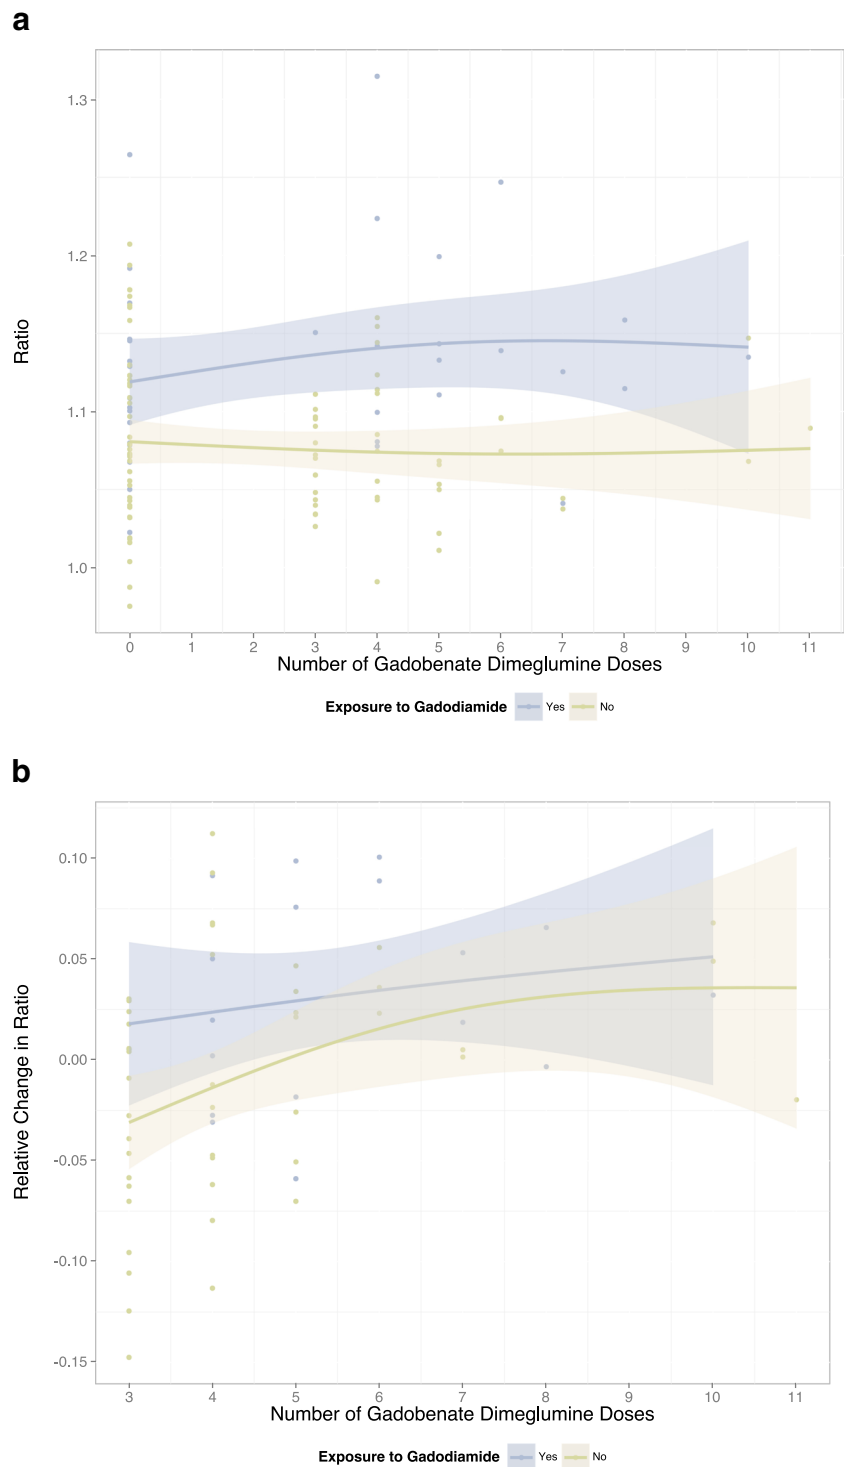 a
1.3
1.2
1.1
1.0
Ratio
0 1 2 3 4 5 6 7 8 9 10 11
Number of Gadobenate Dimeglumine Doses
Exposure to Gadodiamide Yes No
b
0.10
0.05
0.00
-0.05
-0.10
-0.15
Relative Change in Ratio
3 4 5 6 7 8 9 10 11
Number of Gadobenate Dimeglumine Doses
Exposure to Gadodiamide Yes No